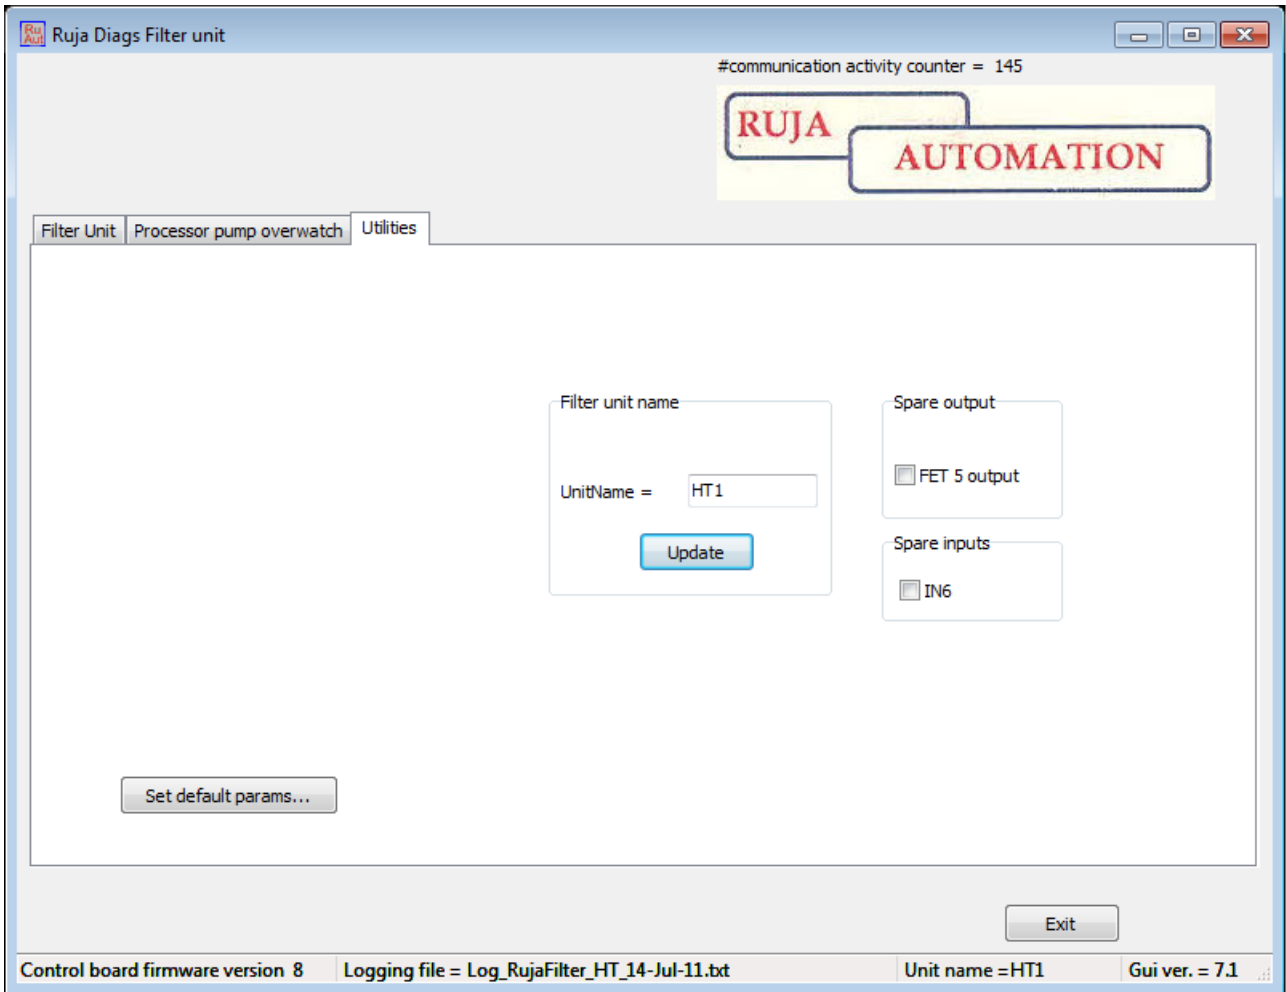 Ru
Aut
Ruja Diags Filter unit
#communication activity counter = 145
RUJA
AUTOMATION
Filter Unit
Processor pump overwatch
Utilities
Filter unit name
Spare output
UnitName =
HT1
FET 5 output
Update
Spare inputs
IN6
Set default params...
Exit
Control board firmware version 8
Logging file = Log_RujaFilter_HT_14-Jul-11.txt
Unit name =HT1
Gui ver. = 7.1